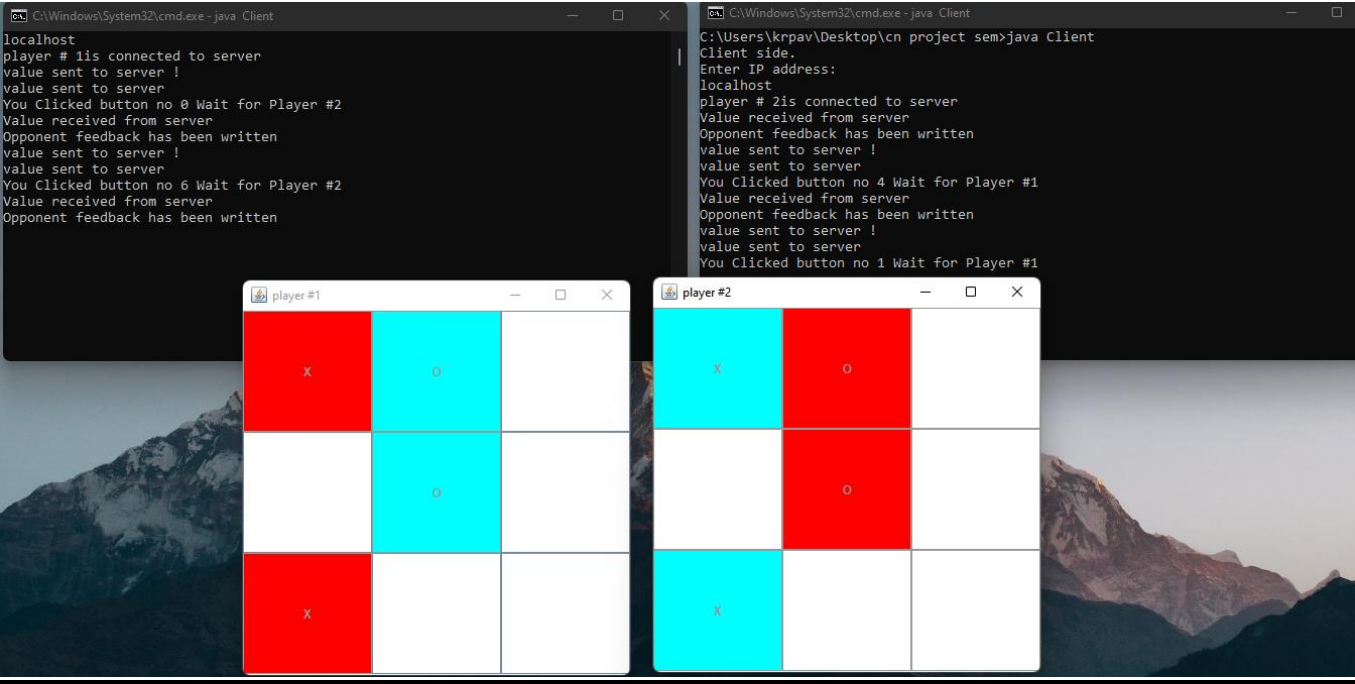 C:\Windows\System32\cmd.exe - java  Client
localhost
player # 1is connected to server
value sent to server !
value sent to server
You Clicked button no 0 Wait for Player #2
Value received from server
Opponent feedback has been written
value sent to server !
value sent to server
You Clicked button no 6 Wait for Player #2
Value received from server
Opponent feedback has been written
C:\Windows\System32\cmd.exe - java  Client
C:\Users\krpav\Desktop\cn project sem>java Client
Client side.
Enter IP address:
localhost
player # 2is connected to server
Value received from server
Opponent feedback has been written
value sent to server !
value sent to server
You Clicked button no 4 Wait for Player #1
Value received from server
Opponent feedback has been written
value sent to server !
value sent to server
You Clicked button no 1 Wait for Player #1
player #1
X O
O
X
player #2
X O
O
X